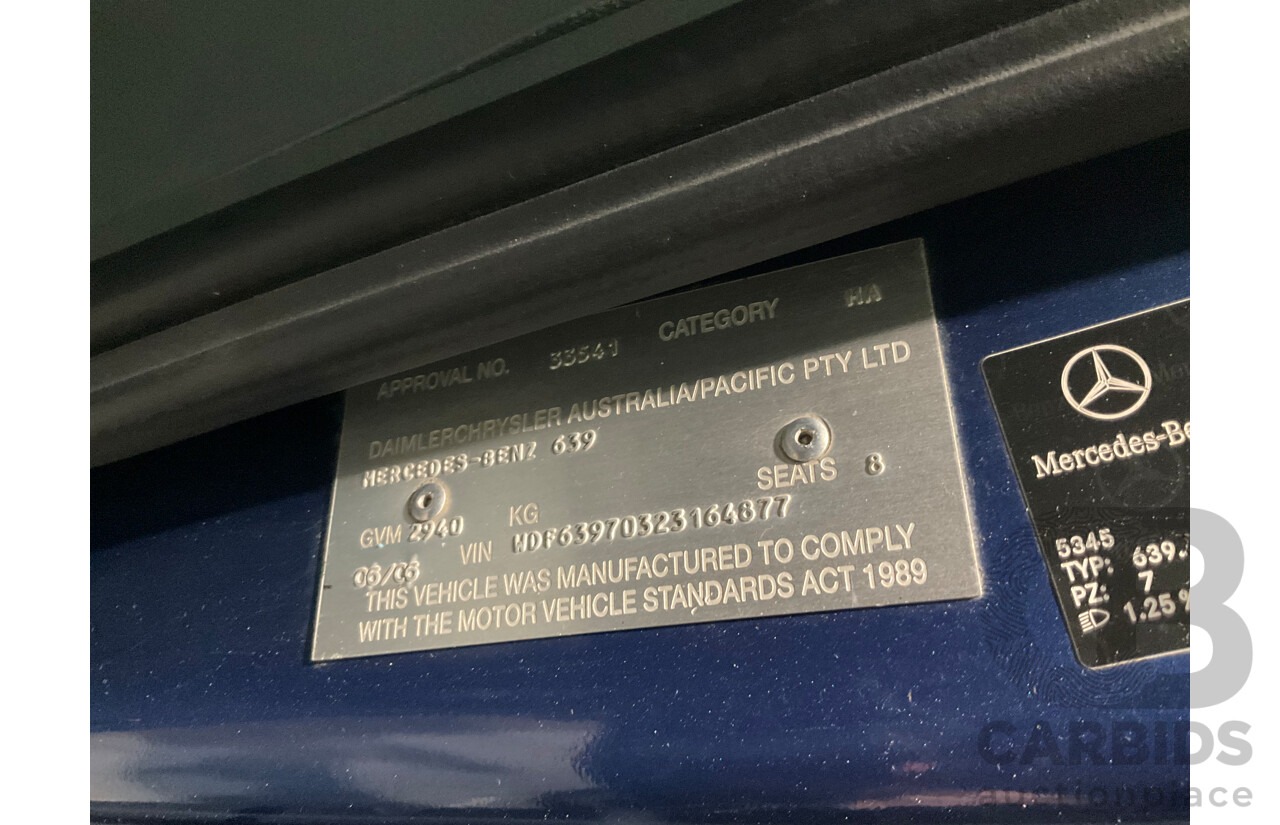 APPROVAL NO. 33541 CATEGORY HA
DAIMLERCHRYSLER AUSTRALIA/PACIFIC PTY LTD
MERCEDES-BENZ 639
SEATS 8
GVM 2940 KG
VIN WDF63970323164877
06/06
THIS VEHICLE WAS MANUFACTURED TO COMPLY
WITH THE MOTOR VEHICLE STANDARDS ACT 1989
Mercedes-Be
5345
TYP: 639.
PZ: 7
1.25 %
B
CARBIDS
auctionplace